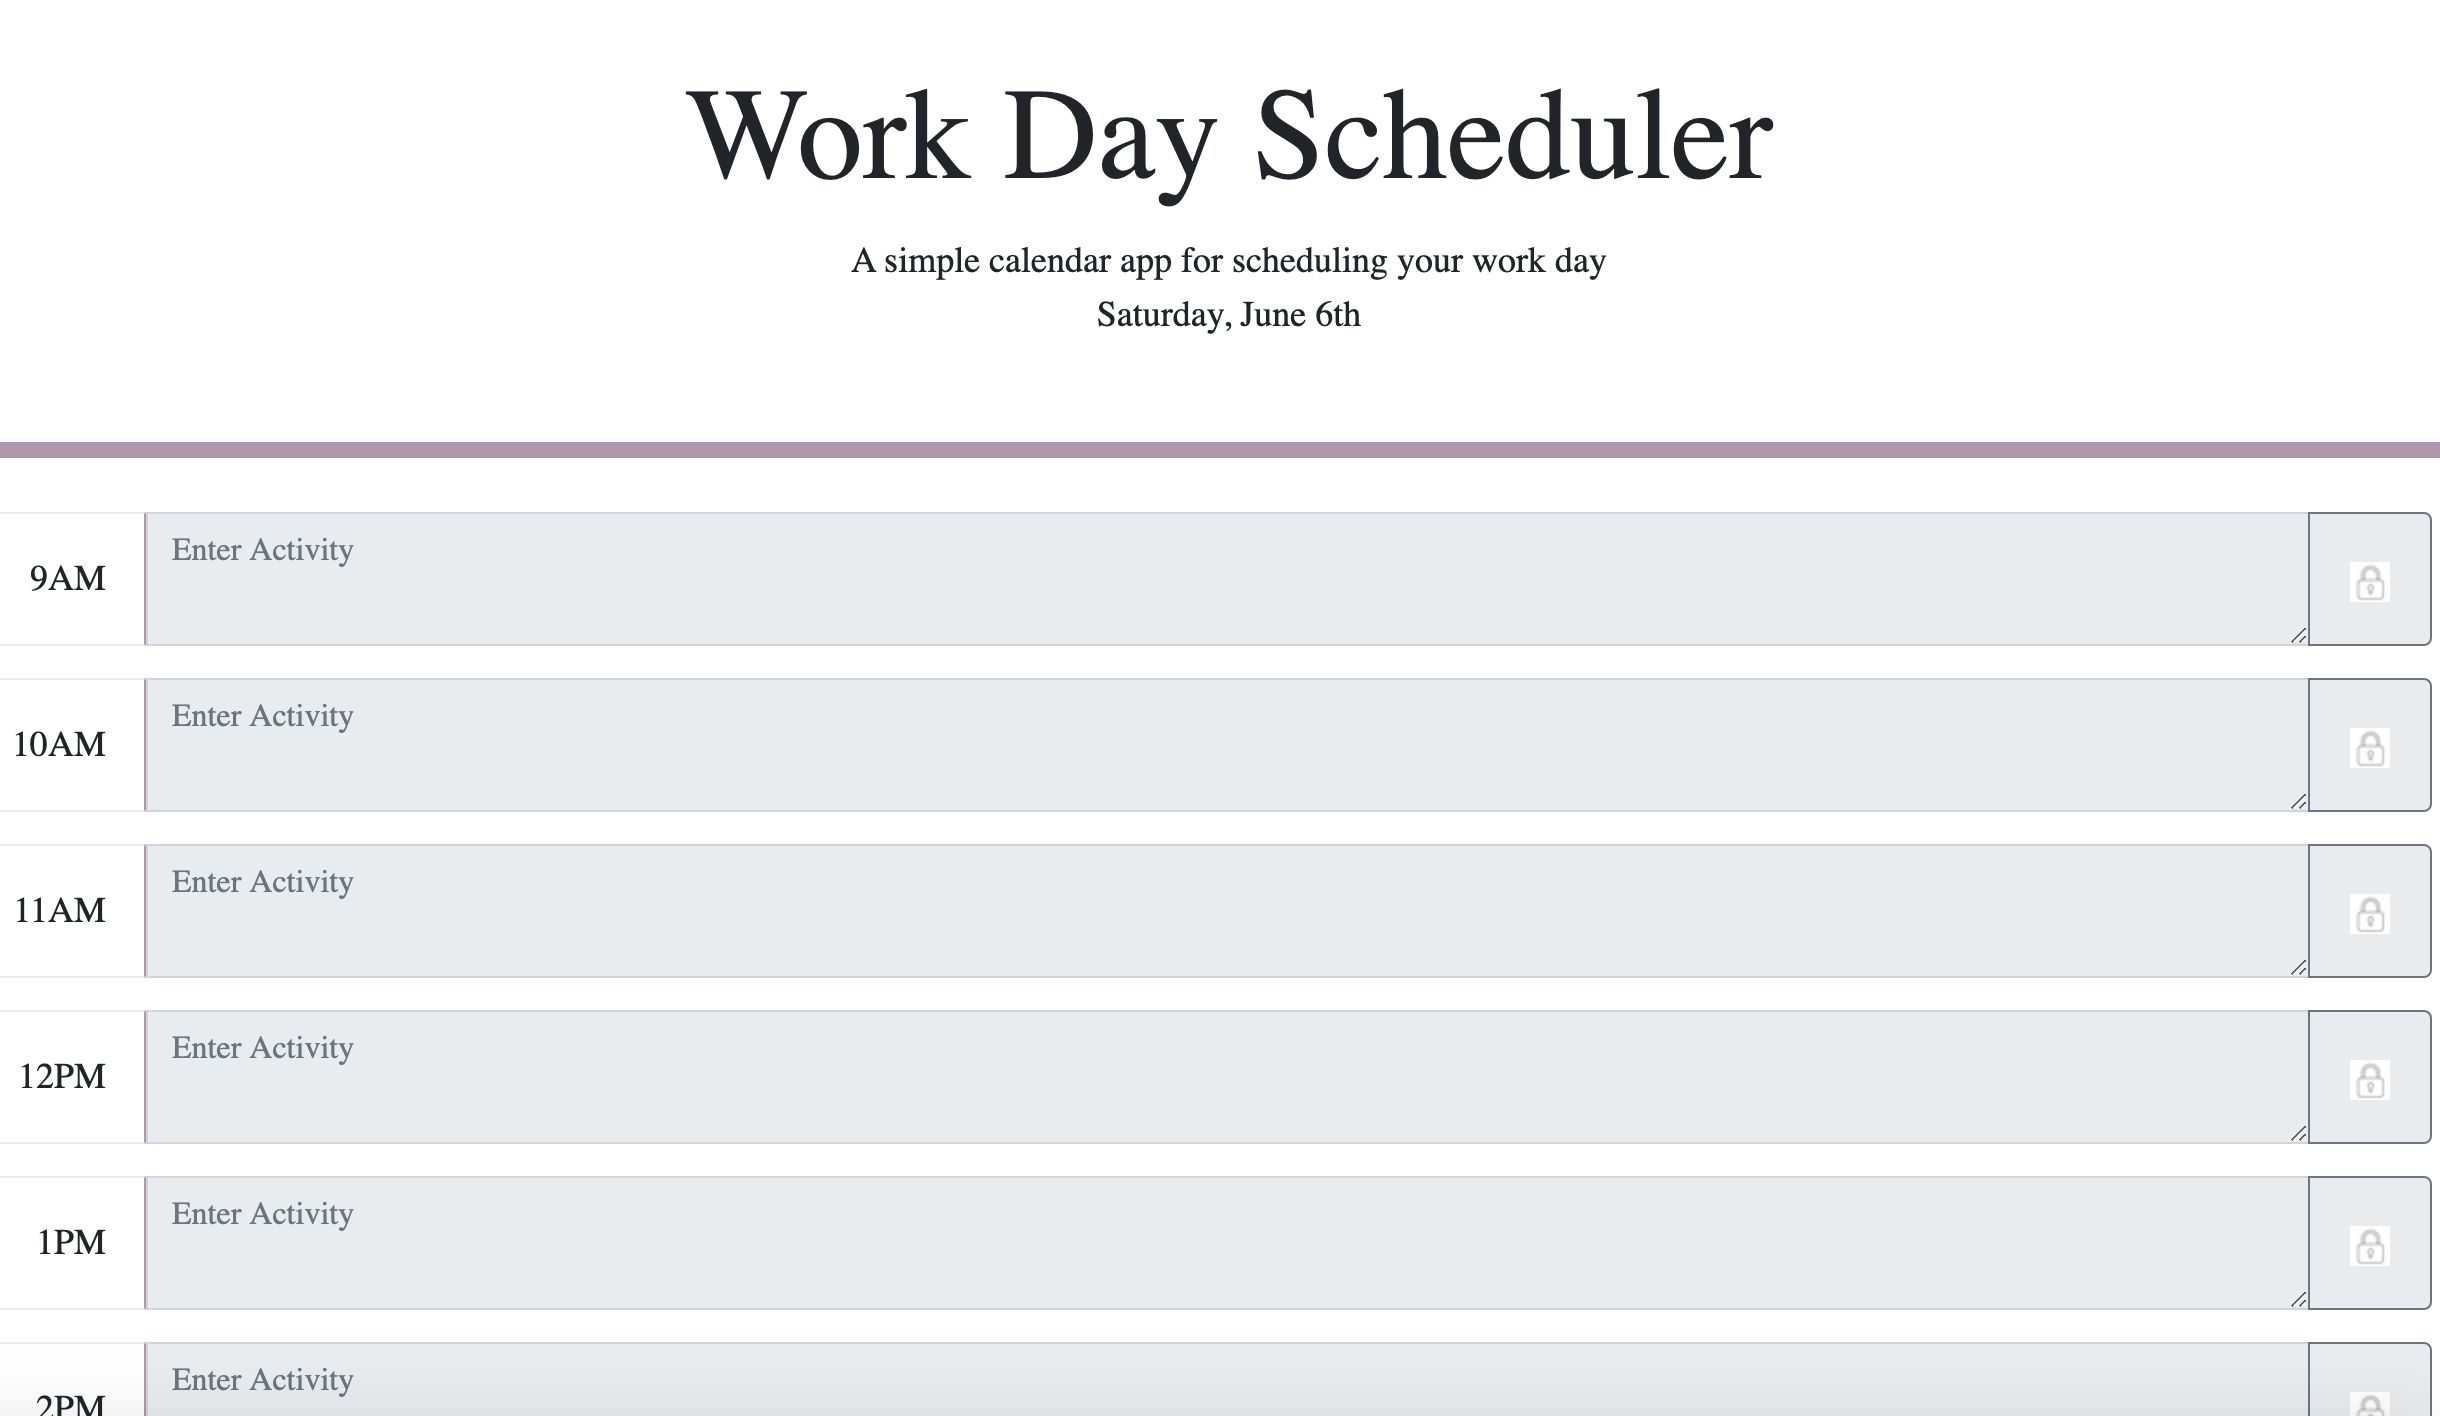 Work Day Scheduler
A simple calendar app for scheduling your work day
Saturday, June 6th
9AM
Enter Activity
10AM
Enter Activity
11AM
Enter Activity
12PM
Enter Activity
1PM
Enter Activity
2PM
Enter Activity